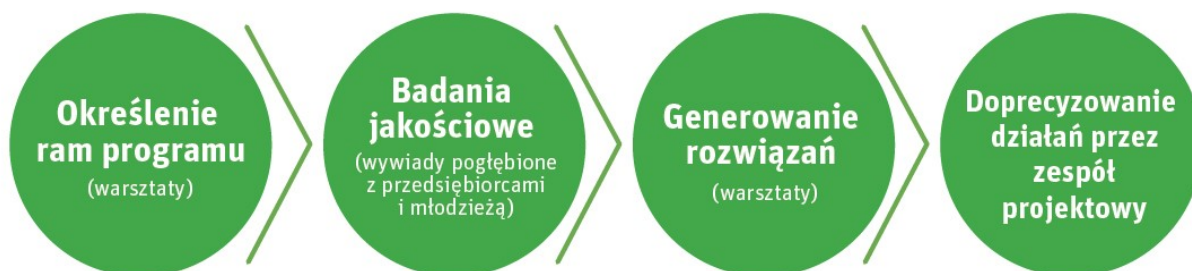 Określenie
ram programu
(warsztaty)
Badania
jakościowe
(wywiady pogłębione
z przedsiębiorcami
i młodzieżą)
Generowanie
rozwiązań
(warsztaty)
Doprecyzowanie
działań przez
zespół
projektowy